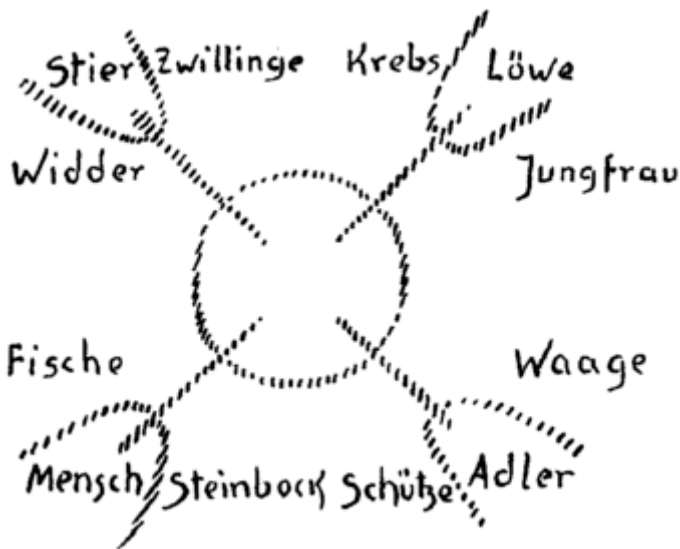 Stier Zwillinge Krebs Löwe
Widder Jungfrau
Fische Waage
Mensch Steinbock Schütze Adler